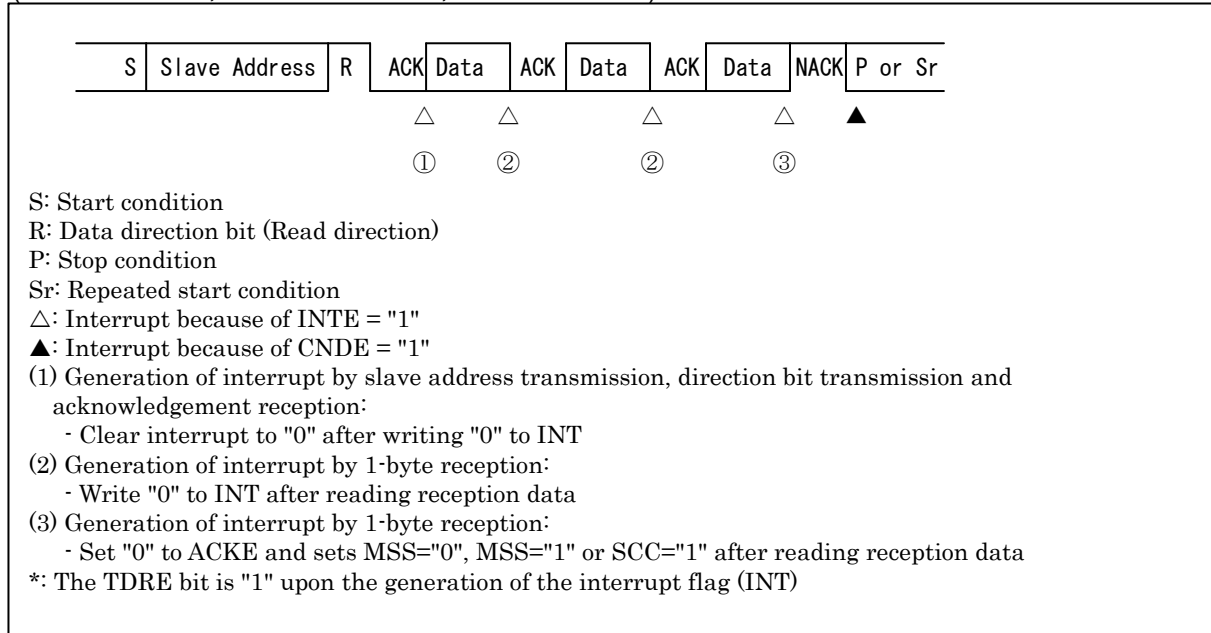 S Slave Address R ACK Data ACK Data ACK Data NACK P or Sr
△ △ △ △ ▲
① ② ② ③
S: Start condition
R: Data direction bit (Read direction)
P: Stop condition
Sr: Repeated start condition
△: Interrupt because of INTE = "1"
▲: Interrupt because of CNDE = "1"
(1) Generation of interrupt by slave address transmission, direction bit transmission and
acknowledgement reception:
- Clear interrupt to "0" after writing "0" to INT
(2) Generation of interrupt by 1-byte reception:
- Write "0" to INT after reading reception data
(3) Generation of interrupt by 1-byte reception:
- Set "0" to ACKE and sets MSS="0", MSS="1" or SCC="1" after reading reception data
*: The TDRE bit is "1" upon the generation of the interrupt flag (INT)